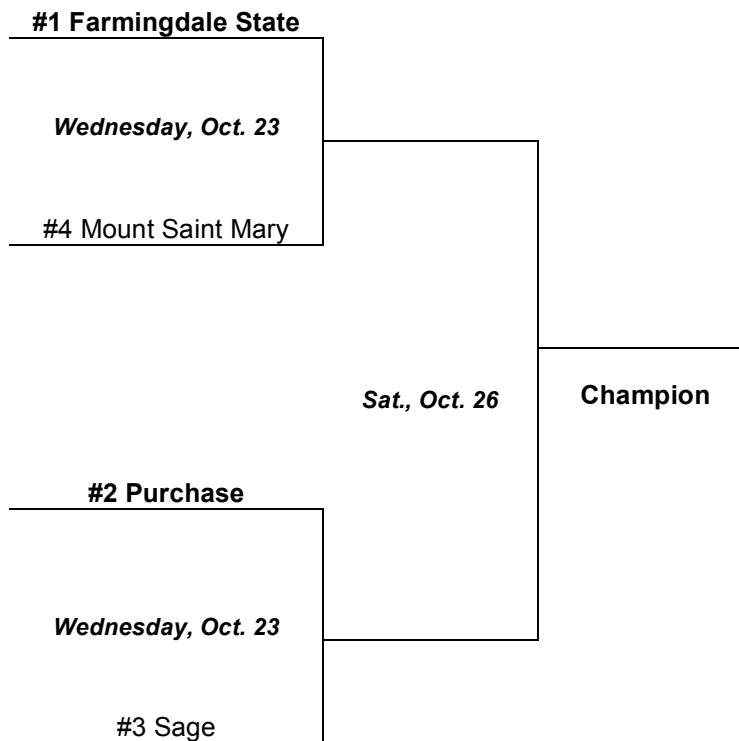 #1 Farmingdale State
Wednesday, Oct. 23
#4 Mount Saint Mary
Sat., Oct. 26
Champion
#2 Purchase
Wednesday, Oct. 23
#3 Sage